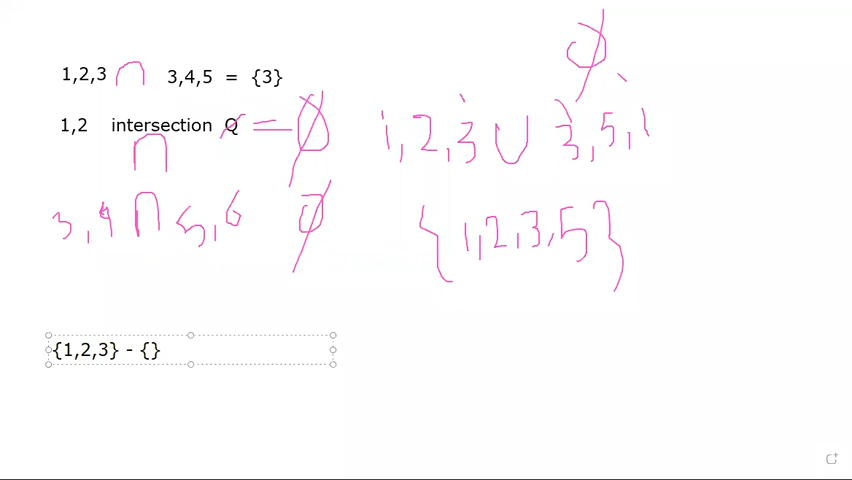 1,2,3 ∩ 3,4,5 = {3}
1,2 intersection Q = ∅
∩
3,4 ∩ 5,6 ∅
{1,2,3} - {}
∅
1,2,3 ∪ 3,5,1
{1,2,3,5}